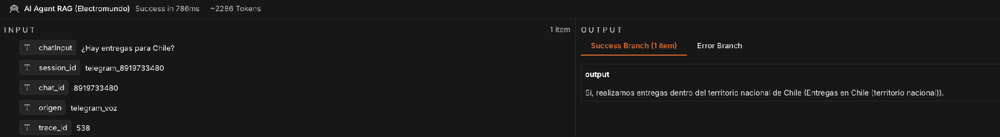 AI Agent RAG (Electromundo) Success in 786ms ~2286 Tokens
INPUT 1 item
T chatInput ¿Hay entregas para Chile?
T session_id telegram_8919733480
T chat_id 8919733480
T origen telegram_voz
T trace_id 538
OUTPUT
Success Branch (1 item) Error Branch
output
Sí, realizamos entregas dentro del territorio nacional de Chile (Entregas en Chile (territorio nacional)).